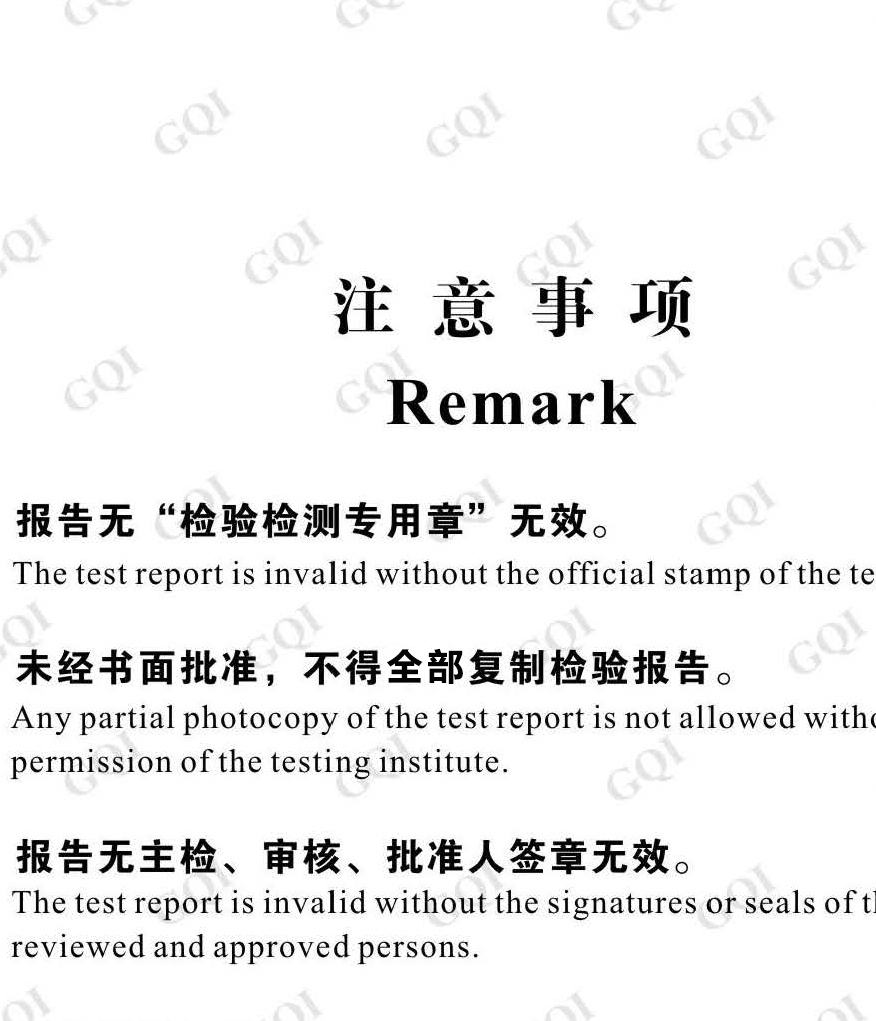 注意事项
Remark
报告无“检验检测专用章”无效。
The test report is invalid without the official stamp of the te
未经书面批准，不得全部复制检验报告。
Any partial photocopy of the test report is not allowed witho
permission of the testing institute.
报告无主检、审核、批准人签章无效。
The test report is invalid without the signatures or seals of th
reviewed and approved persons.
GQI